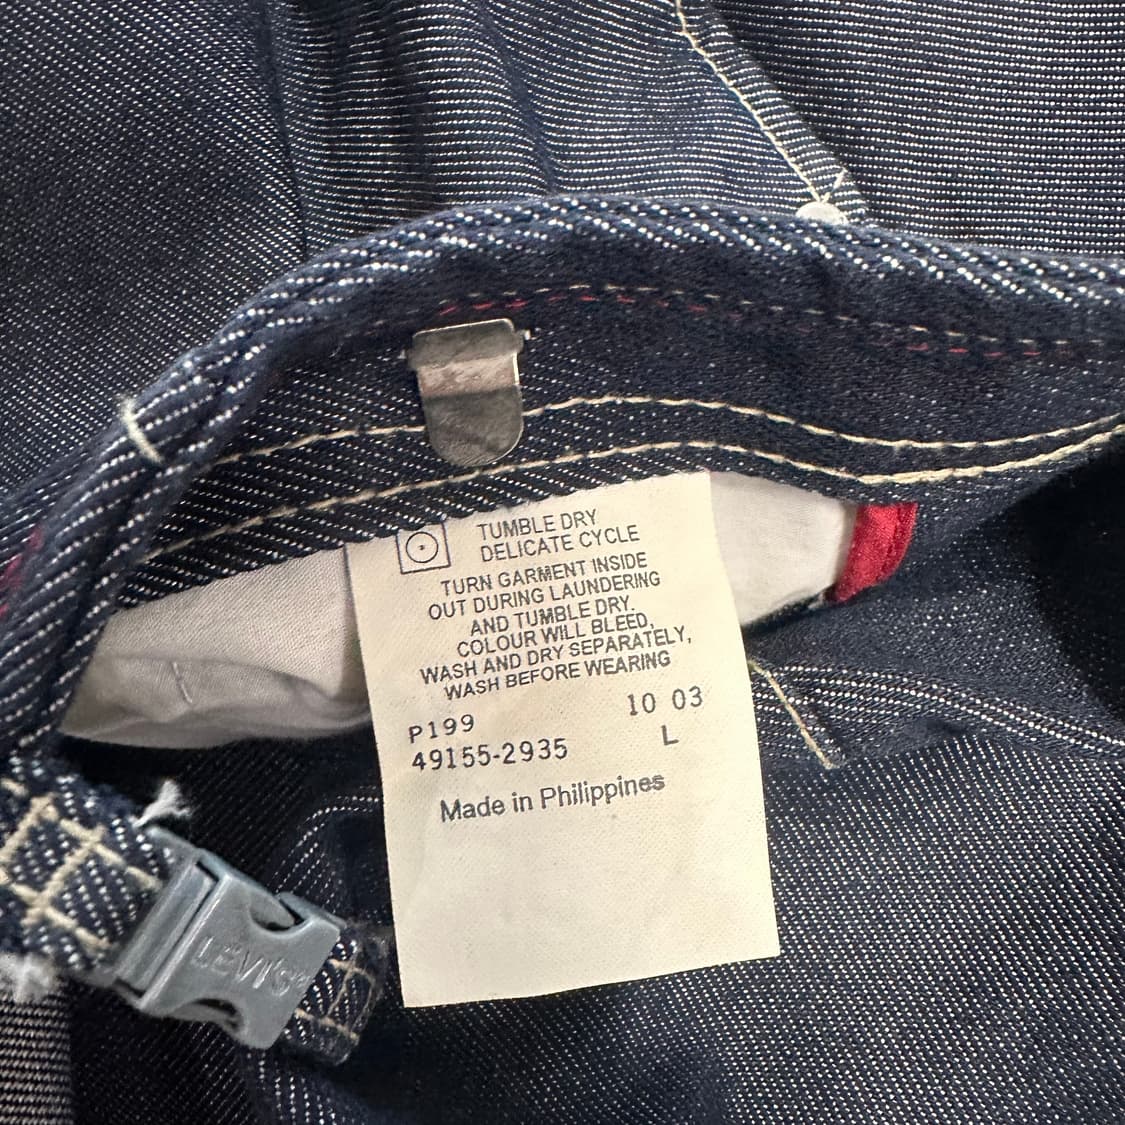 TUMBLE DRY
DELICATE CYCLE
TURN GARMENT INSIDE
OUT DURING LAUNDERING
AND TUMBLE DRY.
COLOUR WILL BLEED,
WASH AND DRY SEPARATELY,
WASH BEFORE WEARING
P199 10 03
49155-2935 L
Made in Philippines
LEVI'S®